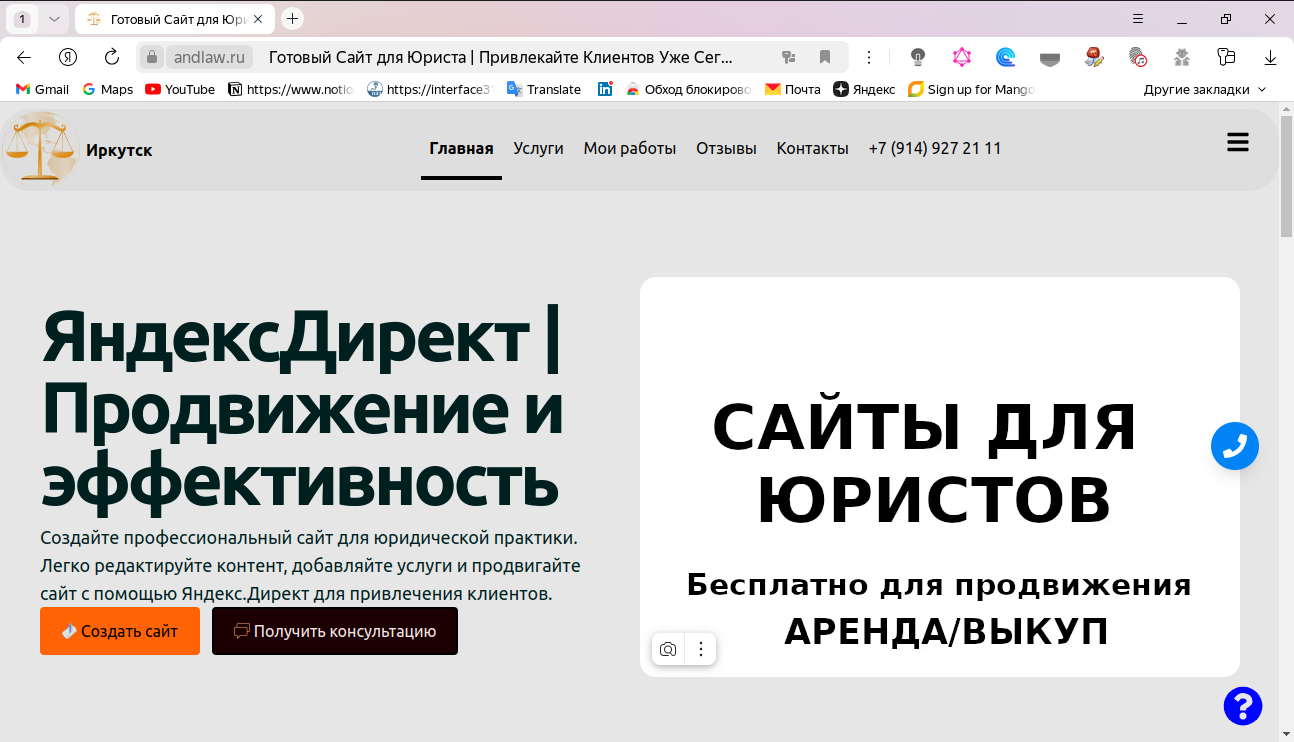 1
Готовый Сайт для Юри
andlaw.ru
Готовый Сайт для Юриста | Привлекайте Клиентов Уже Сег...
Gmail
Maps
YouTube
https://www.notio
https://interface31
Translate
Обход блокирово
Почта
Яндекс
Sign up for Mango
Другие закладки
Иркутск
Главная
Услуги
Мои работы
Отзывы
Контакты
+7 (914) 927 21 11
ЯндексДирект |
Продвижение и
эффективность
Создайте профессиональный сайт для юридической практики.
Легко редактируйте контент, добавляйте услуги и продвигайте
сайт с помощью Яндекс.Директ для привлечения клиентов.
Создать сайт
Получить консультацию
САЙТЫ ДЛЯ
ЮРИСТОВ
Бесплатно для продвижения
АРЕНДА/ВЫКУП